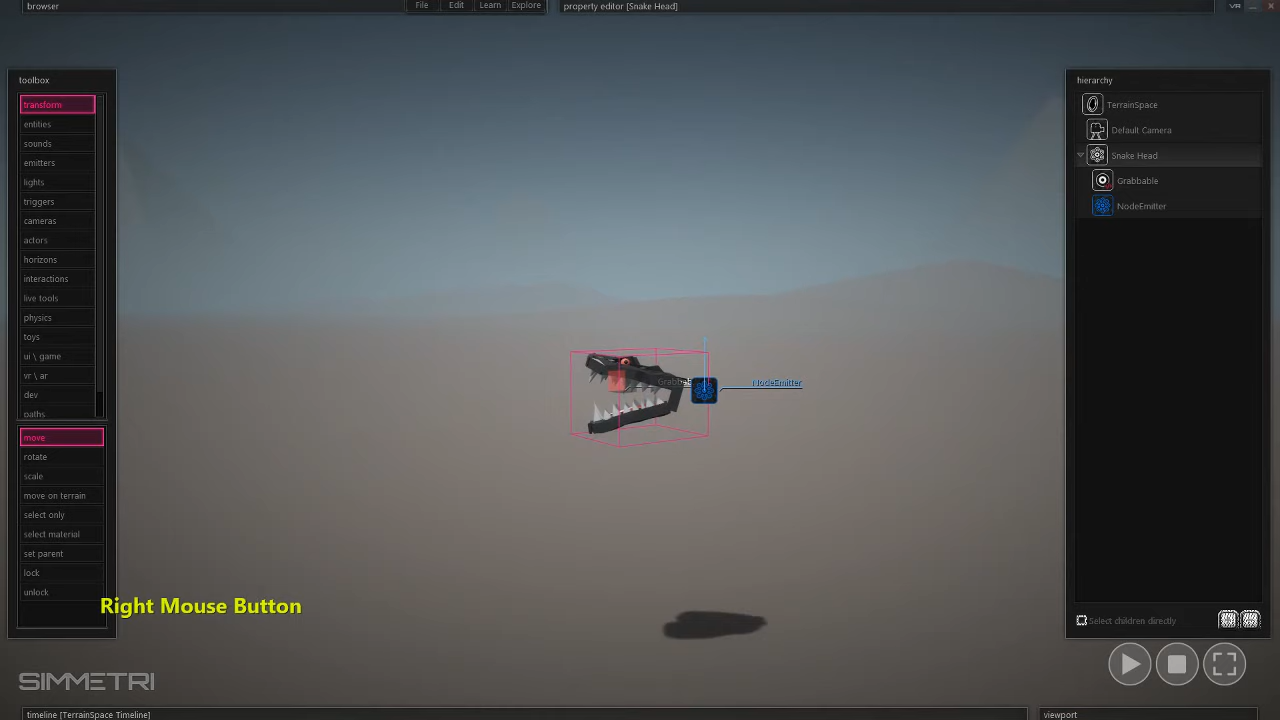 browser
File
Edit
Learn
Explore
property editor [Snake Head]
VR
toolbox
transform
entities
sounds
emitters
lights
triggers
cameras
actors
horizons
interactions
live tools
physics
toys
ui \ game
vr \ ar
dev
paths
move
rotate
scale
move on terrain
select only
select material
set parent
lock
unlock
Right Mouse Button
NodeEmitter
hierarchy
TerrainSpace
Default Camera
Snake Head
Grabbable
NodeEmitter
Select children directly
SIMMETRI
timeline [TerrainSpace Timeline]
viewport